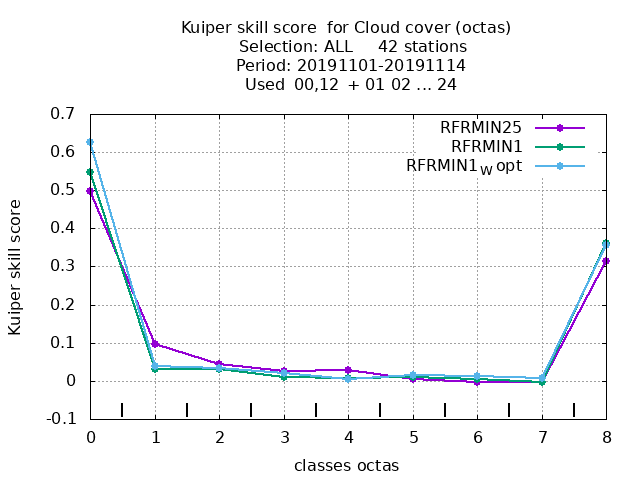 Kuiper skill score  for Cloud cover (octas)
Selection: ALL     42 stations
Period: 20191101-20191114
Used  00,12  + 01 02 ... 24
RFRMIN25
RFRMIN1
RFRMIN1W opt
0.7
0.6
0.5
0.4
0.3
0.2
0.1
0
-0.1
Kuiper skill score
0 1 2 3 4 5 6 7 8
classes octas